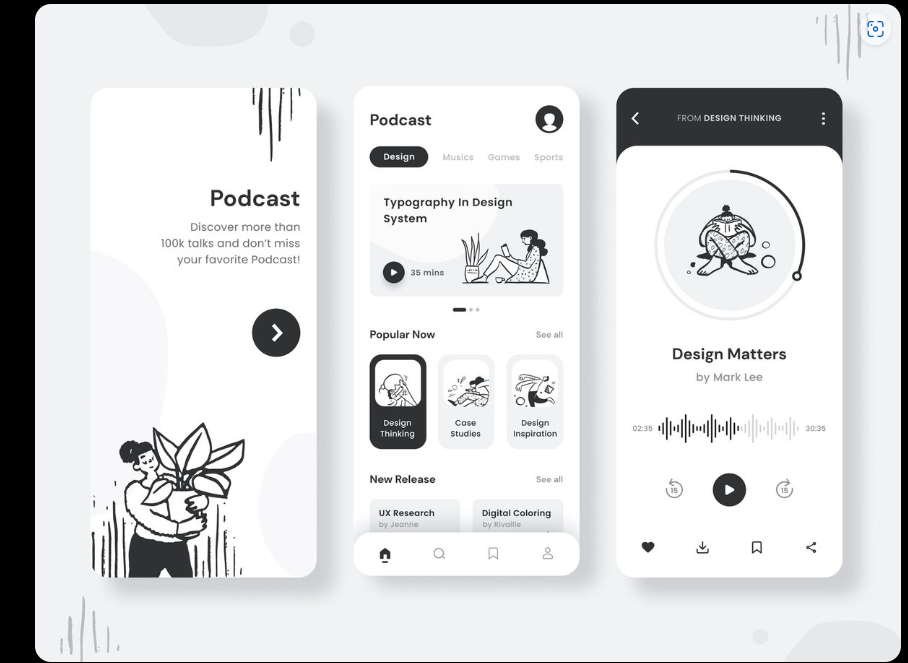 Podcast
Discover more than
100k talks and don't miss
your favorite Podcast!
Podcast
Design Musics Games Sports
Typography In Design
System
35 mins
Popular Now See all
Design
Thinking
Case
Studies
Design
Inspiration
New Release See all
UX Research
by Jeanne
Digital Coloring
by Rivaille
FROM DESIGN THINKING
Design Matters
by Mark Lee
02:35 30:35
15 15